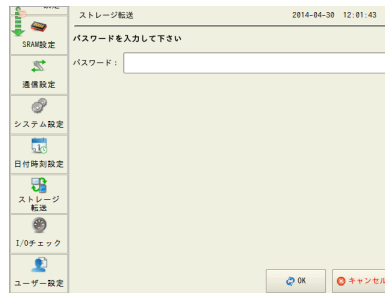 ストレージ転送
2014-04-30 12:01:43
パスワードを入力して下さい
パスワード:
SRAM設定
通信設定
システム設定
日付時刻設定
ストレージ
転送
I/Oチェック
ユーザー設定
OK
キャンセル